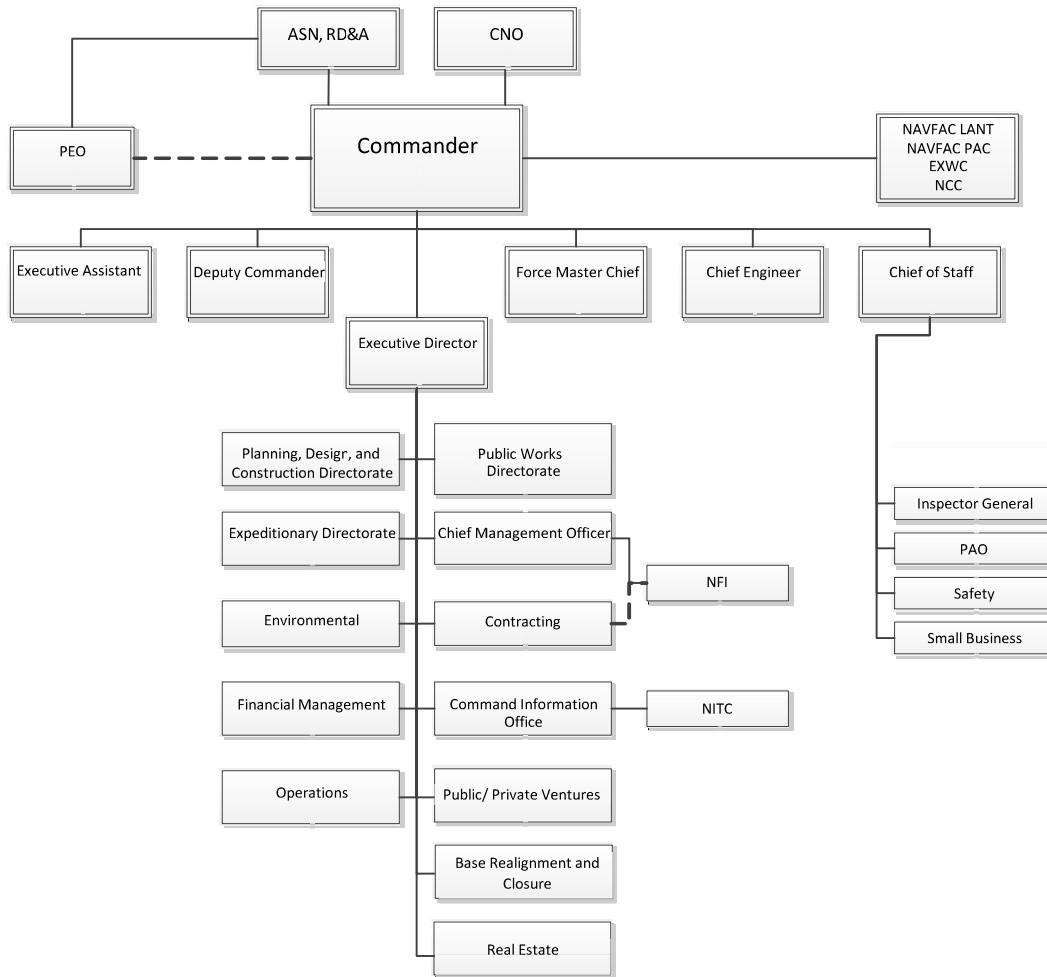 ASN, RD&A
CNO
PEO
Commander
NAVFAC LANT
NAVFAC PAC
EXWC
NCC
Executive Assistant
Deputy Commander
Force Master Chief
Chief Engineer
Chief of Staff
Executive Director
Planning, Design, and
Construction Directorate
Public Works
Directorate
Expeditionary Directorate
Chief Management Officer
NFI
Environmental
Contracting
Financial Management
Command Information
Office
NITC
Operations
Public/ Private Ventures
Base Realignment and
Closure
Real Estate
Inspector General
PAO
Safety
Small Business